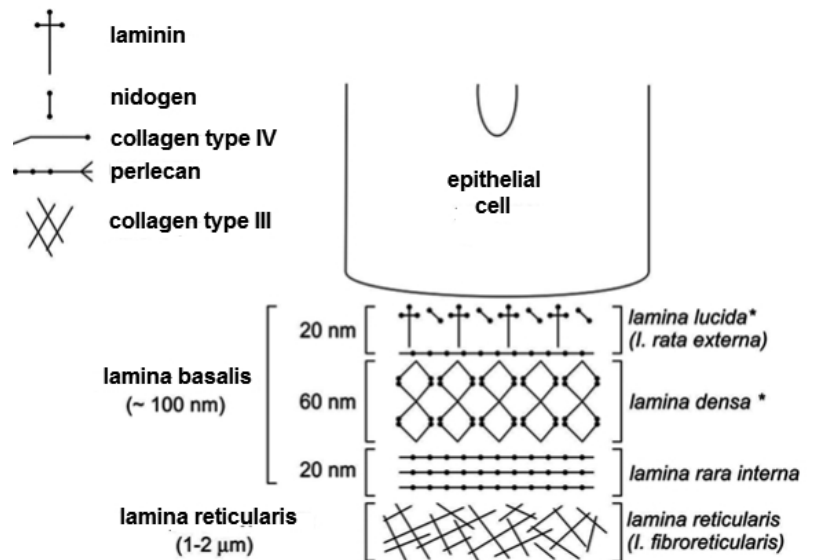 laminin
nidogen
collagen type IV
perlecan
collagen type III
epithelial
cell
lamina basalis
(~ 100 nm)
20 nm
lamina lucida*
(l. rata externa)
60 nm
lamina densa *
20 nm
lamina rara interna
lamina reticularis
(1-2 µm)
lamina reticularis
(l. fibroreticularis)